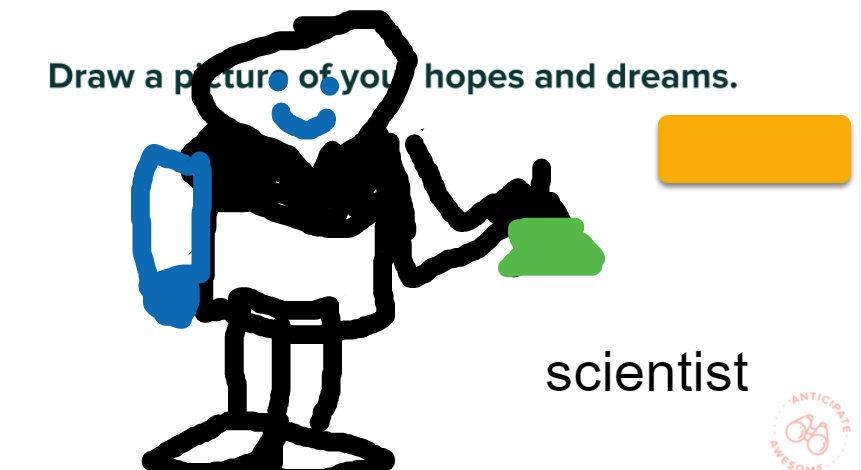 Draw a picture of your hopes and dreams.
scientist
ANTICIPATE
AWESOME